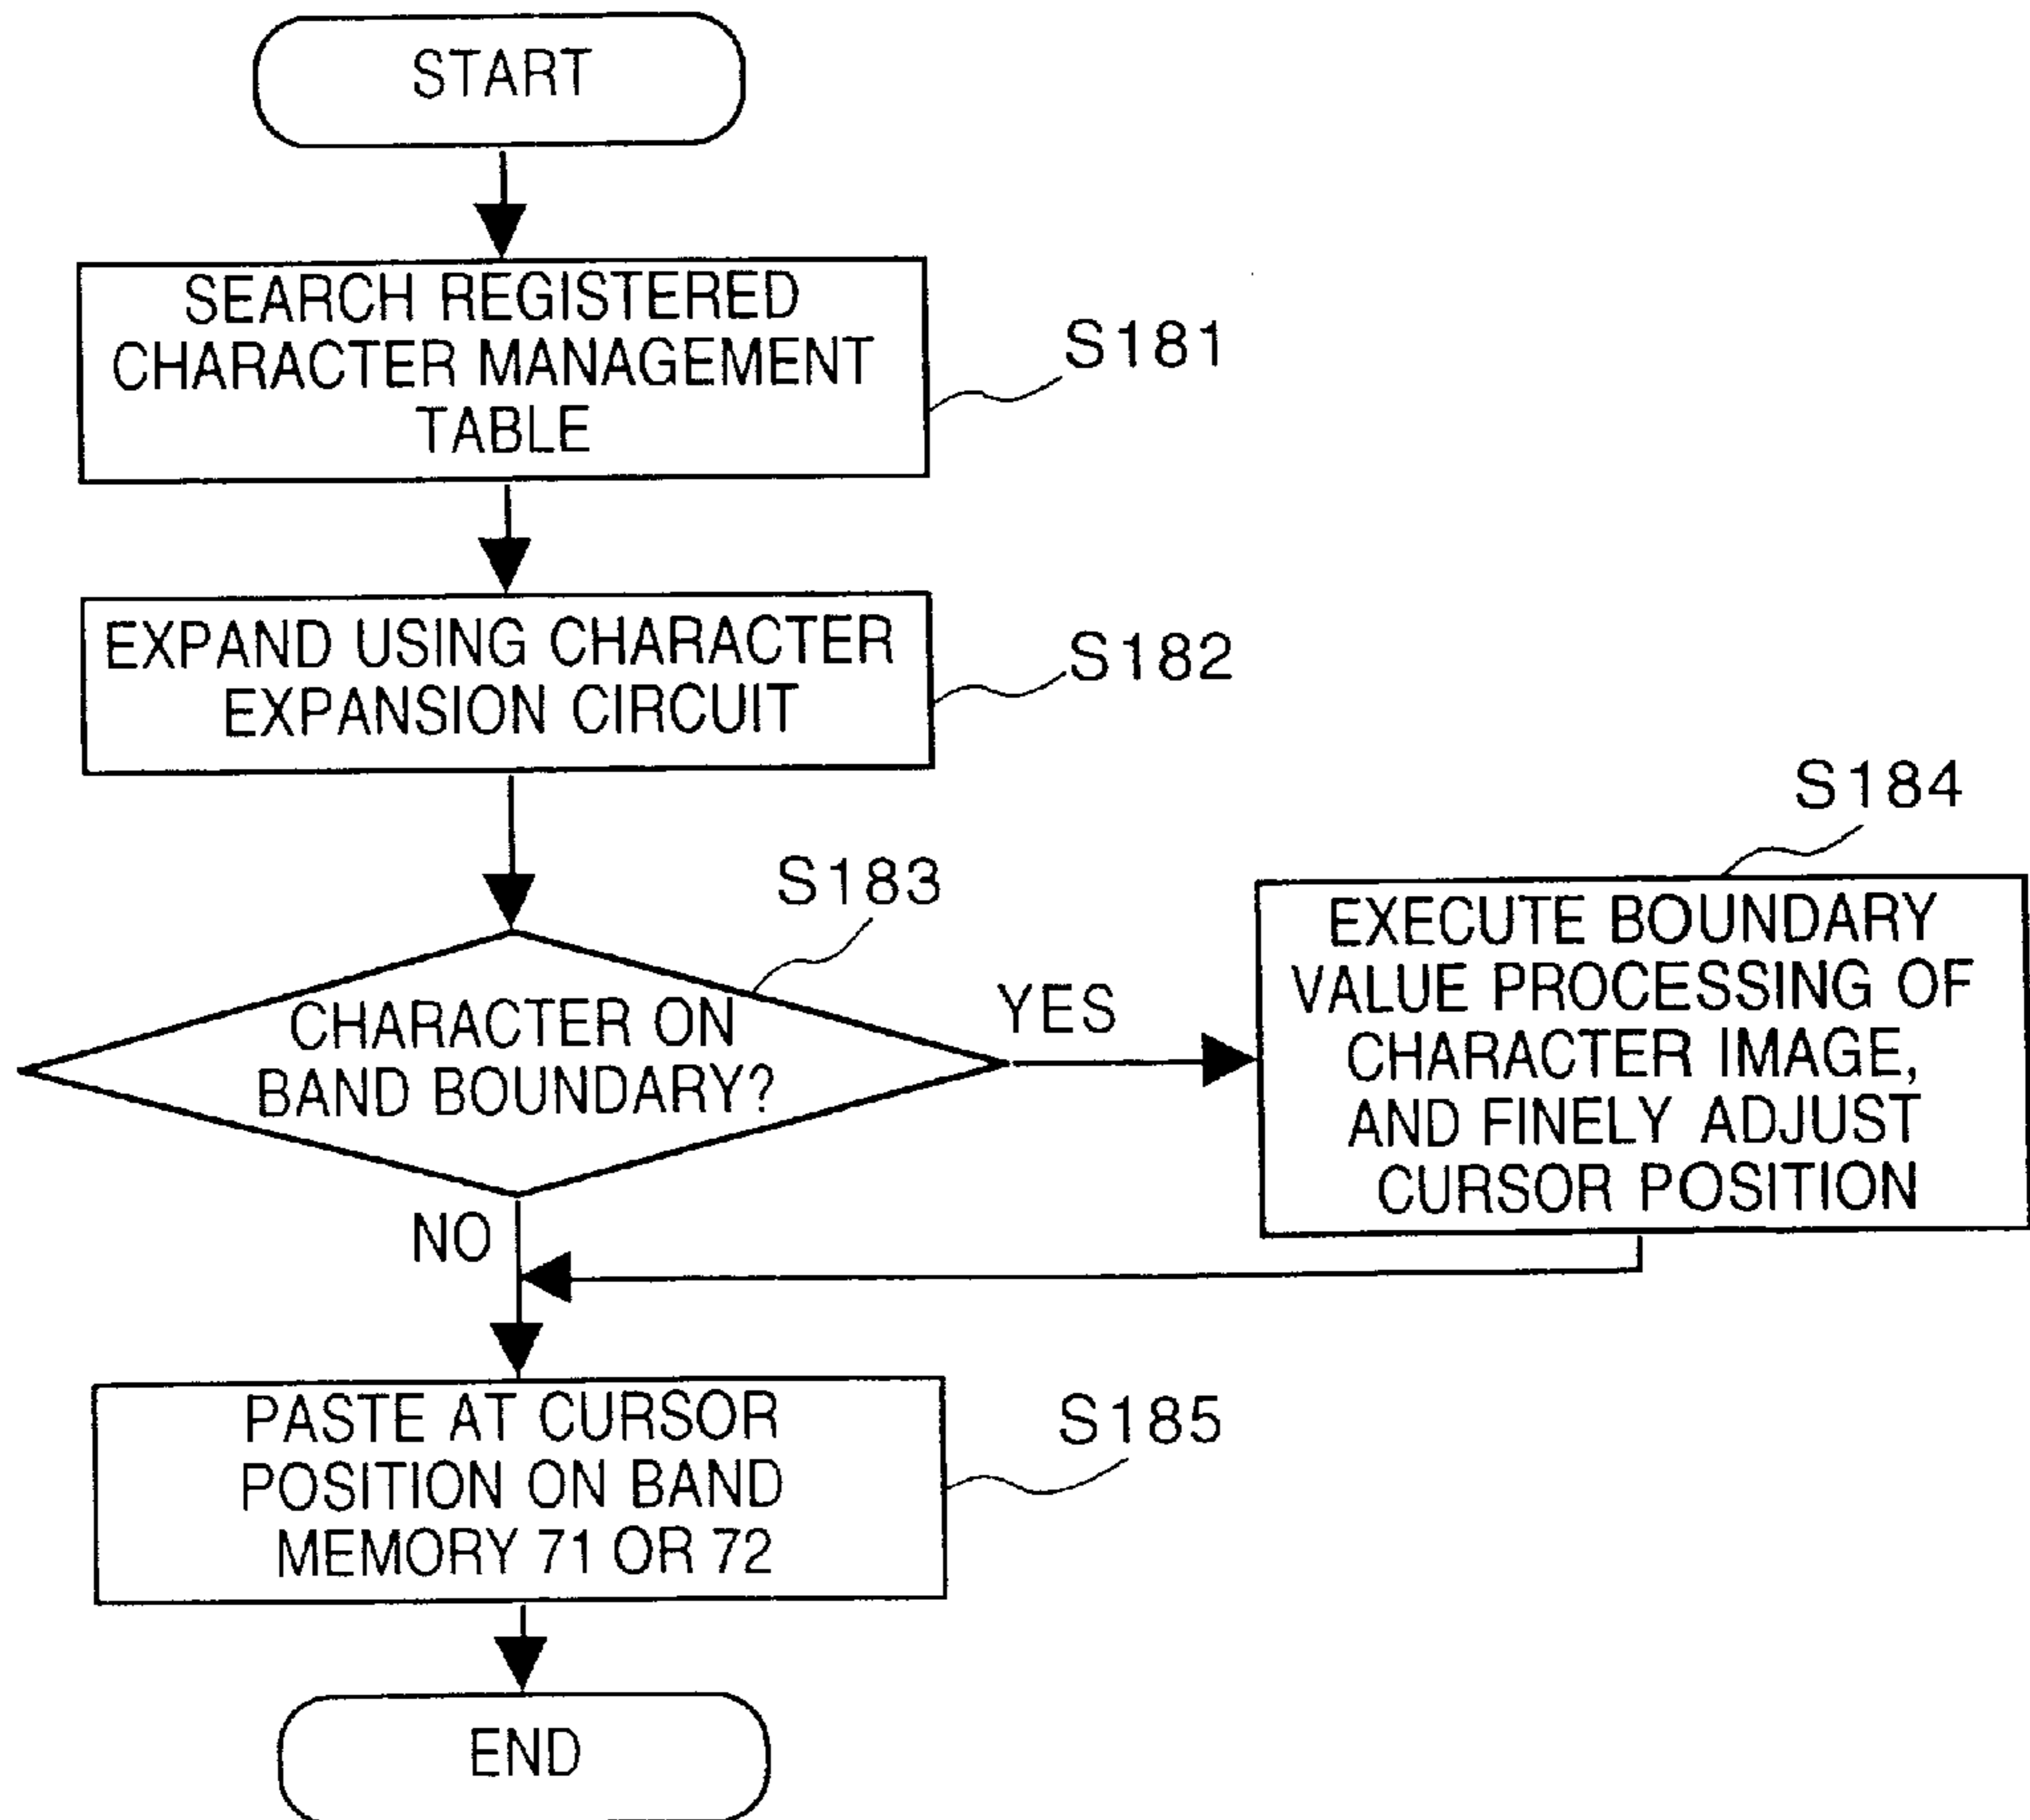 START
SEARCH REGISTERED
CHARACTER MANAGEMENT
TABLE
S181
EXPAND USING CHARACTER
EXPANSION CIRCUIT
S182
S183
CHARACTER ON
BAND BOUNDARY?
YES
NO
S184
EXECUTE BOUNDARY
VALUE PROCESSING OF
CHARACTER IMAGE,
AND FINELY ADJUST
CURSOR POSITION
PASTE AT CURSOR
POSITION ON BAND
MEMORY 71 OR 72
S185
END